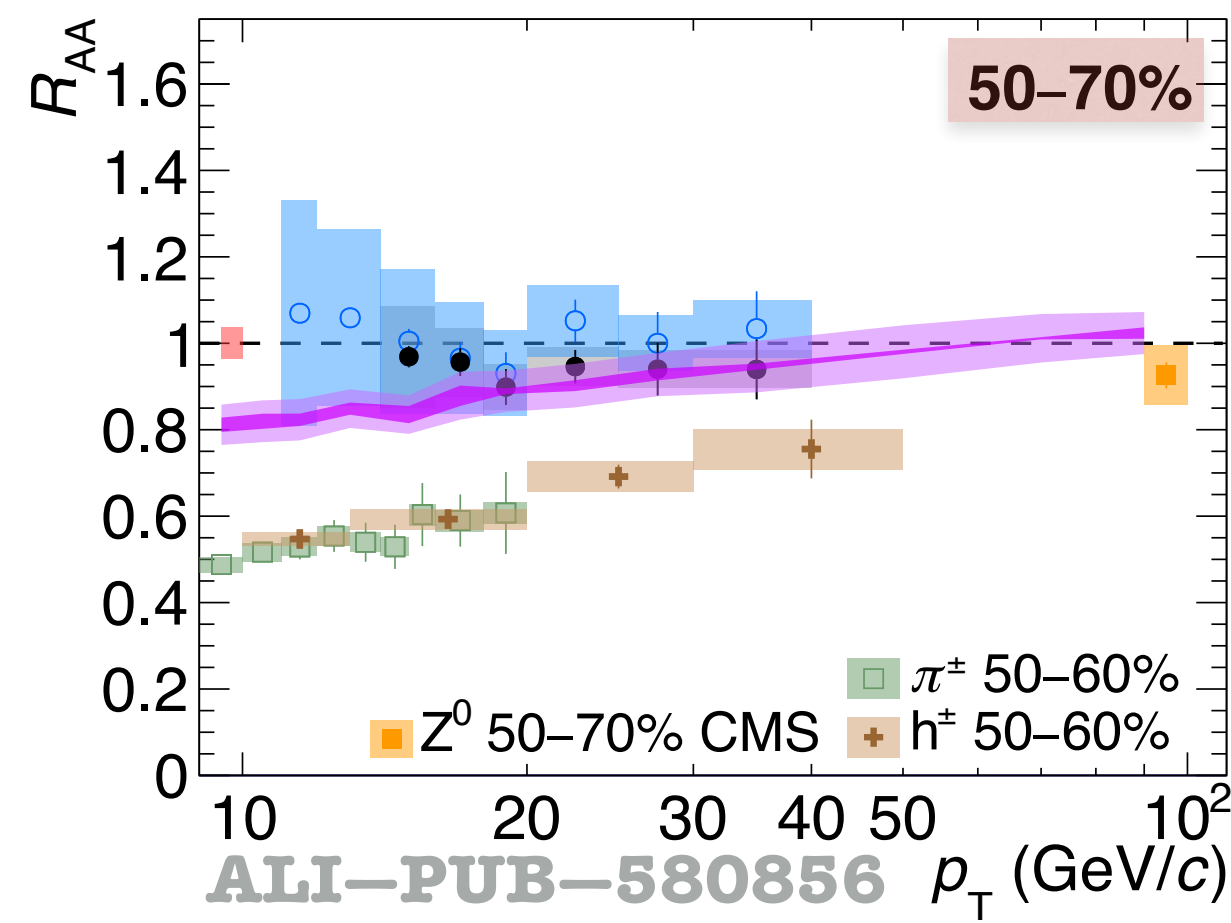 R_AA
50–70%
1.6
1.4
1.2
1
0.8
0.6
0.4
0.2
0
π± 50–60%
Z⁰ 50–70% CMS
h± 50–60%
10 20 30 40 50 10²
p_T (GeV/c)
ALI–PUB–580856